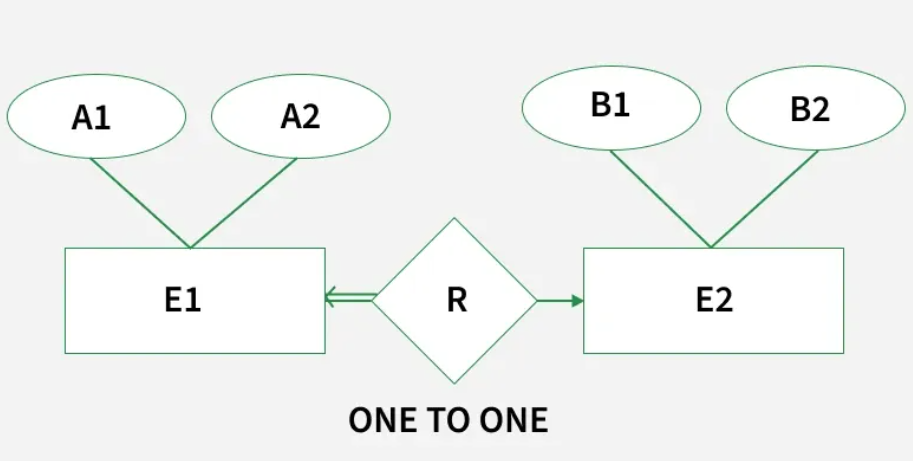 A1 A2 B1 B2
E1 R E2
ONE TO ONE